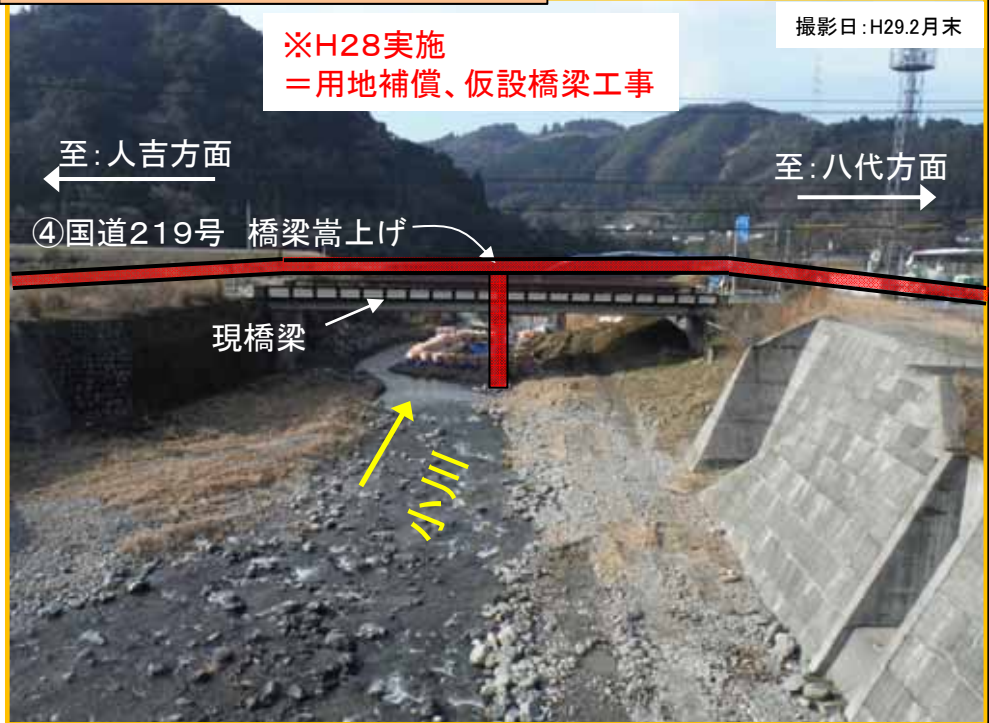 撮影日:H29.2月末
※H28実施
=用地補償、仮設橋梁工事
至:人吉方面
至:八代方面
④国道219号 橋梁嵩上げ
現橋梁
小川